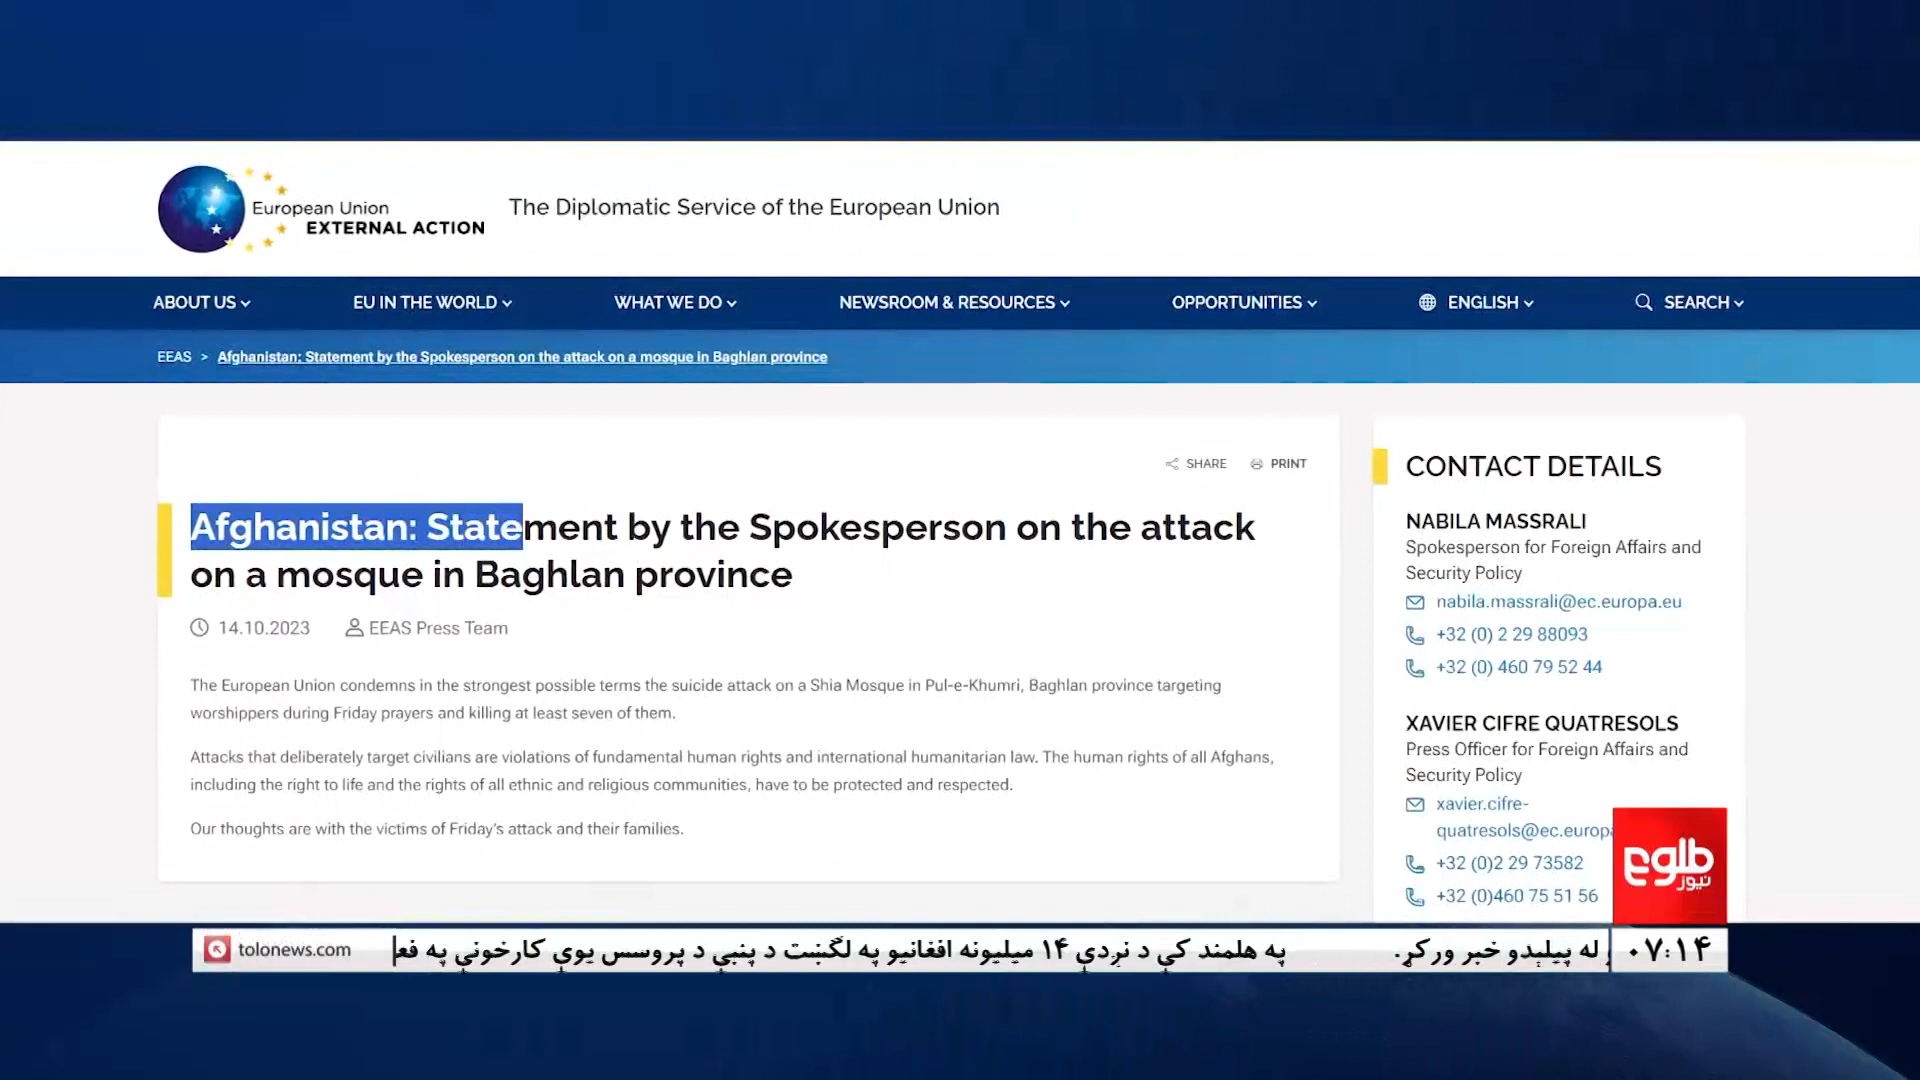 European Union
EXTERNAL ACTION
The Diplomatic Service of the European Union
ABOUT US
EU IN THE WORLD
WHAT WE DO
NEWSROOM & RESOURCES
OPPORTUNITIES
ENGLISH
SEARCH
EEAS > Afghanistan: Statement by the Spokesperson on the attack on a mosque in Baghlan province
SHARE
PRINT
Afghanistan: Statement by the Spokesperson on the attack
on a mosque in Baghlan province
14.10.2023
EEAS Press Team
The European Union condemns in the strongest possible terms the suicide attack on a Shia Mosque in Pul-e-Khumri, Baghlan province targeting
worshippers during Friday prayers and killing at least seven of them.
Attacks that deliberately target civilians are violations of fundamental human rights and international humanitarian law. The human rights of all Afghans,
including the right to life and the rights of all ethnic and religious communities, have to be protected and respected.
Our thoughts are with the victims of Friday's attack and their families.
CONTACT DETAILS
NABILA MASSRALI
Spokesperson for Foreign Affairs and
Security Policy
nabila.massrali@ec.europa.eu
+32 (0) 2 29 88093
+32 (0) 460 79 52 44
XAVIER CIFRE QUATRESOLS
Press Officer for Foreign Affairs and
Security Policy
xavier.cifre-
quatresols@ec.europa
+32 (0)2 29 73582
+32 (0)460 75 51 56
طلوع
نیوز
۰۷:۱۴
له پیلېدو خبر ورکړ.
په هلمند کې د نږدې ۱۴ میلیونه افغانیو په لګښت د پنبې د پروسس یوې کارخونې په فعا
tolonews.com